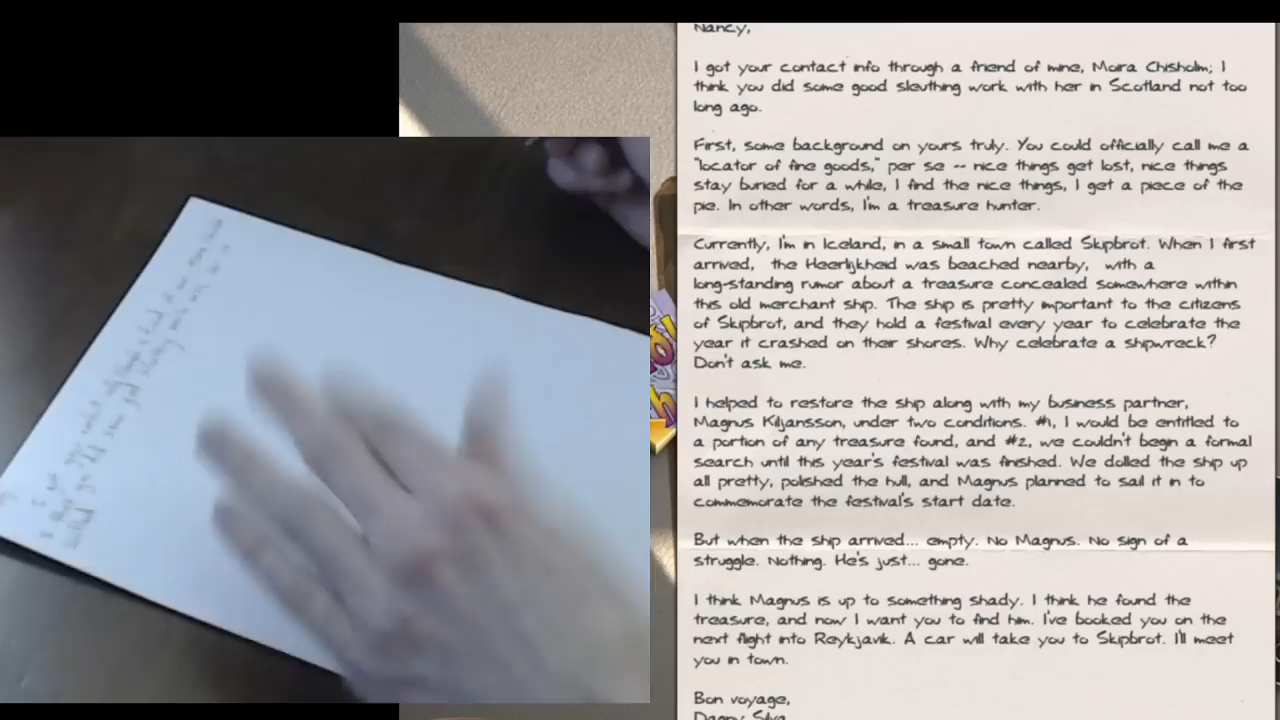 Nancy,
I got your contact info through a friend of mine, Moira Chisholm; I
think you did some good sleuthing work with her in Scotland not too
long ago.
First, some background on yours truly. You could officially call me a
"locator of fine goods," per se -- nice things get lost, nice things
stay buried for a while, I find the nice things, I get a piece of the
pie. In other words, I'm a treasure hunter.
Currently, I'm in Iceland, in a small town called Skipbrot. When I first
arrived, the Heerlijkheid was beached nearby, with a
long-standing rumor about a treasure concealed somewhere within
this old merchant ship. The ship is pretty important to the citizens
of Skipbrot, and they hold a festival every year to celebrate the
year it crashed on their shores. Why celebrate a shipwreck?
Don't ask me.
I helped to restore the ship along with my business partner,
Magnus Kiljansson, under two conditions. #1, I would be entitled to
a portion of any treasure found, and #2, we couldn't begin a formal
search until this year's festival was finished. We dolled the ship up
all pretty, polished the hull, and Magnus planned to sail it in to
commemorate the festival's start date.
But when the ship arrived... empty. No Magnus. No sign of a
struggle. Nothing. He's just... gone.
I think Magnus is up to something shady. I think he found the
treasure, and now I want you to find him. I've booked you on the
next flight into Reykjavik. A car will take you to Skipbrot. I'll meet
you in town.
Bon voyage,
Dagny Silva